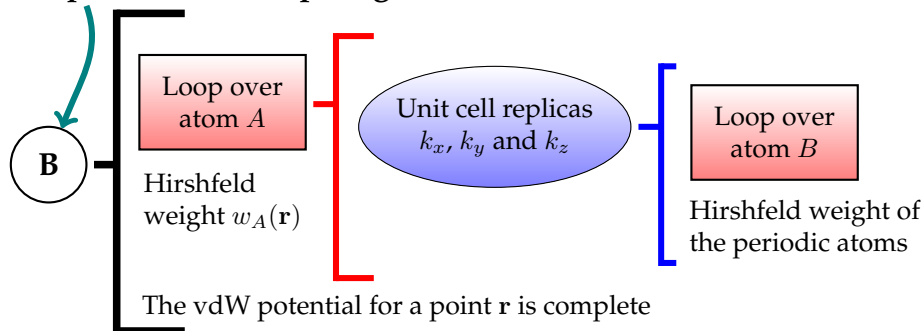 B
Loop over
atom A
Hirshfeld
weight w_A(r)
Unit cell replicas
k_x, k_y and k_z
Loop over
atom B
Hirshfeld weight of
the periodic atoms
The vdW potential for a point r is complete